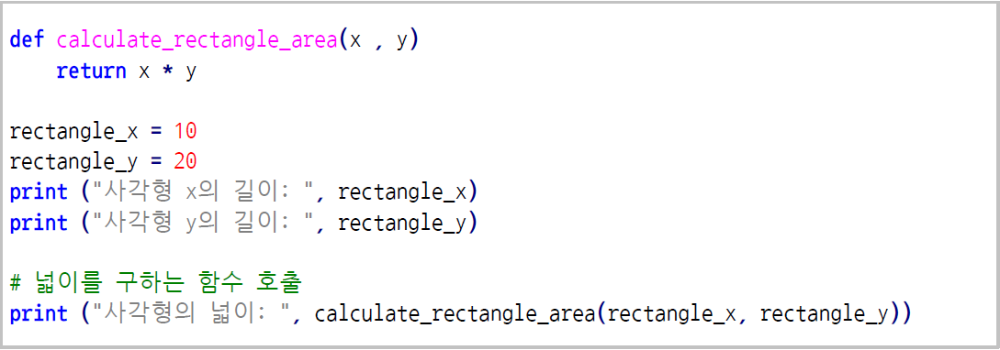 def calculate_rectangle_area(x , y)
    return x * y
rectangle_x = 10
rectangle_y = 20
print ("사각형 x의 길이: ", rectangle_x)
print ("사각형 y의 길이: ", rectangle_y)
# 넓이를 구하는 함수 호출
print ("사각형의 넓이: ", calculate_rectangle_area(rectangle_x, rectangle_y))